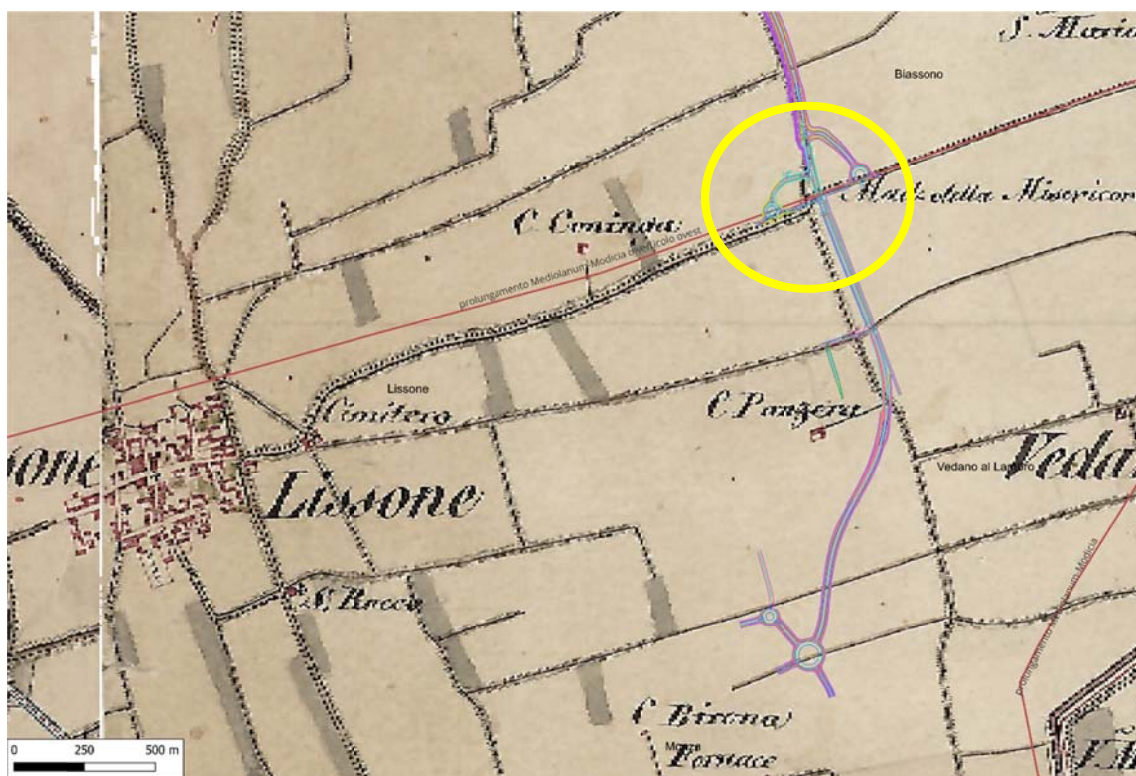 S. Maria
Biassono
Mad. della Misericor
C. Coninora
prolungamento Mediolanum Modicia diverticolo ovest
Lissone
Cimitero
C. Panzera
one
Lissone
Vedano al Lambro
Veda
S. Rocco
prolungamento Mediolanum Modicia
C. Birona
Monza
Fornace
0 250 500 m